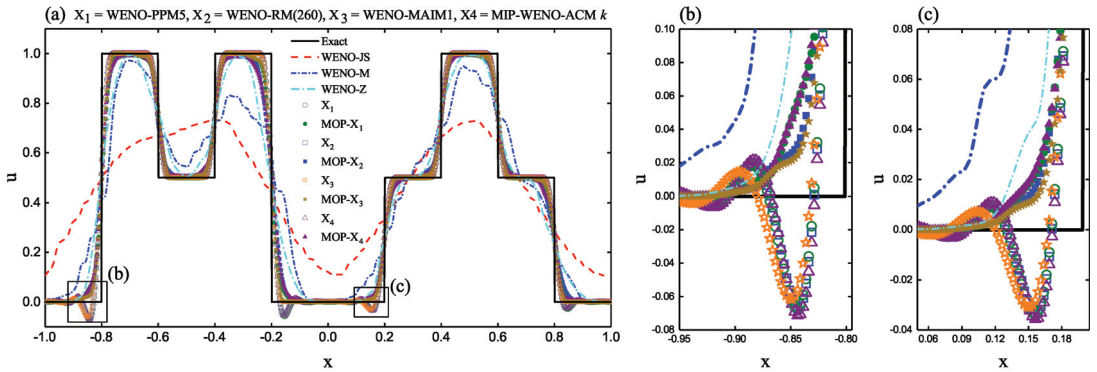 (a) X1 = WENO-PPM5, X2 = WENO-RM(260), X3 = WENO-MAIM1, X4 = MIP-WENO-ACM k
Exact
WENO-JS
WENO-M
WENO-Z
X1
MOP-X1
X2
MOP-X2
X3
MOP-X3
X4
MOP-X4
(b)
(c)
u
1.0
0.8
0.6
0.4
0.2
0.0
-1.0 -0.8 -0.6 -0.4 -0.2 0.0 0.2 0.4 0.6 0.8 1.0
x
(b)
u
0.10
0.08
0.06
0.04
0.02
0.00
-0.02
-0.04
-0.06
-0.08
-0.95 -0.90 -0.85 -0.80
x
(c)
u
0.08
0.06
0.04
0.02
0.00
-0.02
-0.04
0.06 0.09 0.12 0.15 0.18
x